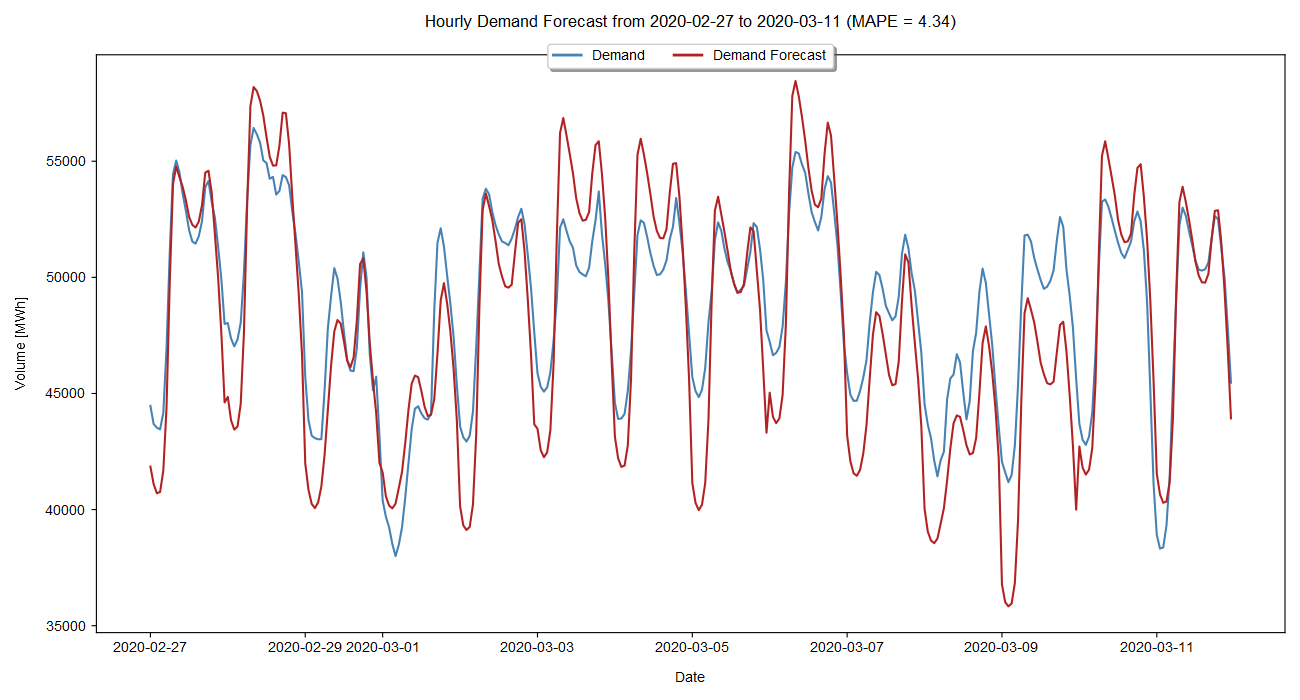 Hourly Demand Forecast from 2020-02-27 to 2020-03-11 (MAPE = 4.34)
Demand Demand Forecast
Volume [MWh]
55000
50000
45000
40000
35000
2020-02-27 2020-02-29 2020-03-01 2020-03-03 2020-03-05 2020-03-07 2020-03-09 2020-03-11
Date